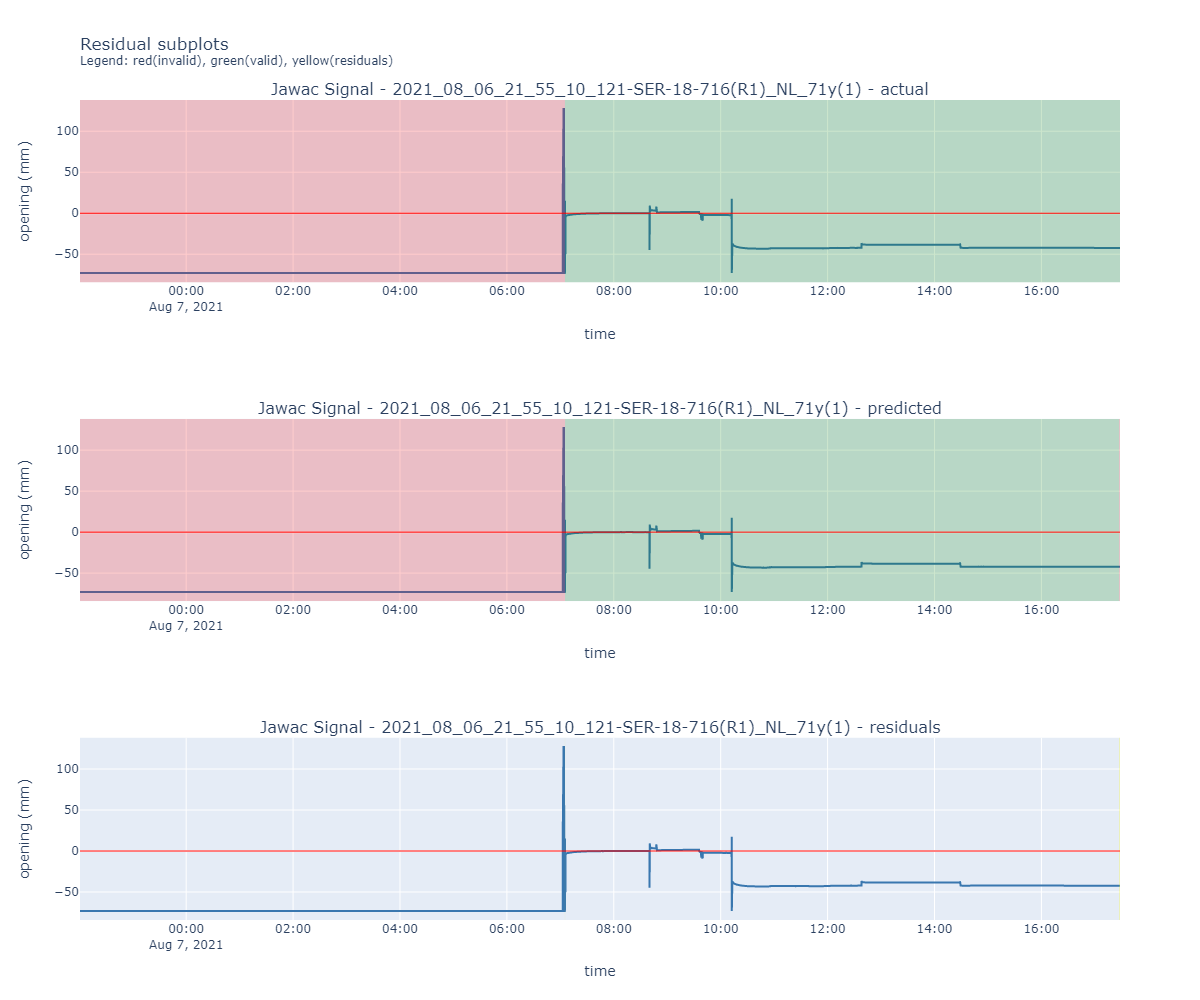 Residual subplots
Legend: red(invalid), green(valid), yellow(residuals)
Jawac Signal - 2021_08_06_21_55_10_121-SER-18-716(R1)_NL_71y(1) - actual
opening (mm)
100
50
0
−50
00:00 02:00 04:00 06:00 08:00 10:00 12:00 14:00 16:00
Aug 7, 2021
time
Jawac Signal - 2021_08_06_21_55_10_121-SER-18-716(R1)_NL_71y(1) - predicted
opening (mm)
100
50
0
−50
00:00 02:00 04:00 06:00 08:00 10:00 12:00 14:00 16:00
Aug 7, 2021
time
Jawac Signal - 2021_08_06_21_55_10_121-SER-18-716(R1)_NL_71y(1) - residuals
opening (mm)
100
50
0
−50
00:00 02:00 04:00 06:00 08:00 10:00 12:00 14:00 16:00
Aug 7, 2021
time